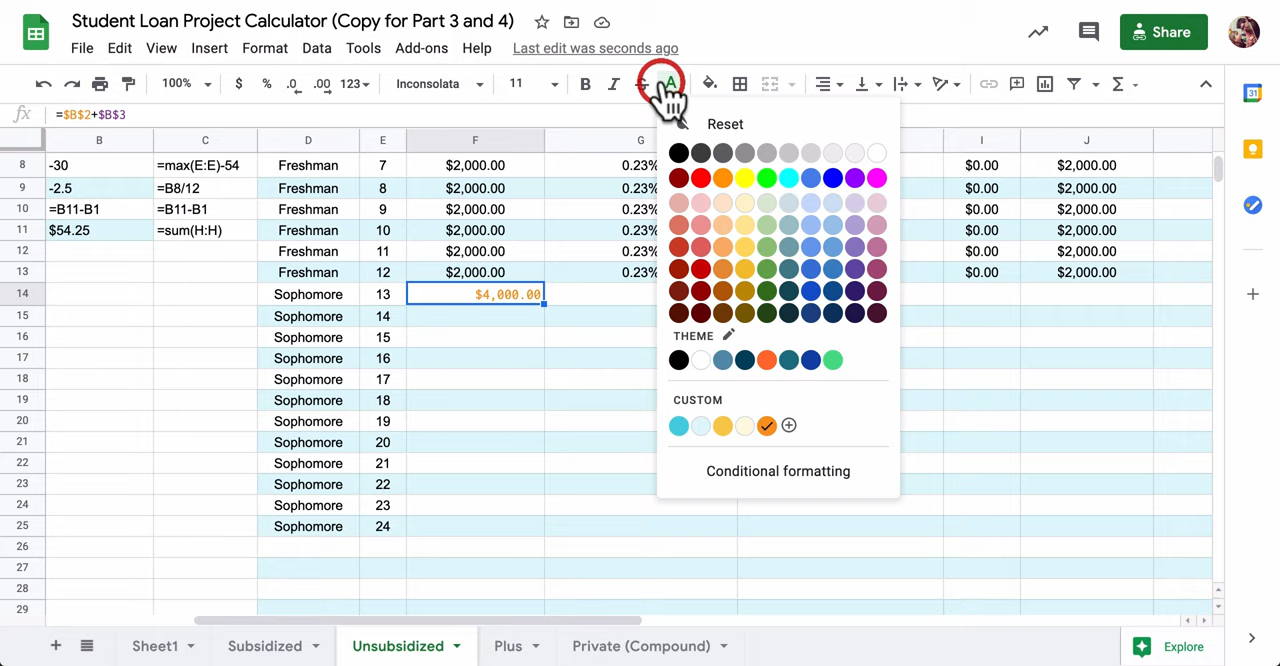 Student Loan Project Calculator (Copy for Part 3 and 4)
File Edit View Insert Format Data Tools Add-ons Help Last edit was seconds ago
Share
100% $ % .0 .00 123 Inconsolata 11 B I S A
fx =$B$2+$B$3
B C D E F G I J
8 -30 =max(E:E)-54 Freshman 7 $2,000.00 0.23% $0.00 $2,000.00
9 -2.5 =B8/12 Freshman 8 $2,000.00 0.23% $0.00 $2,000.00
10 =B11-B1 =B11-B1 Freshman 9 $2,000.00 0.23% $0.00 $2,000.00
11 $54.25 =sum(H:H) Freshman 10 $2,000.00 0.23% $0.00 $2,000.00
12 Freshman 11 $2,000.00 0.23% $0.00 $2,000.00
13 Freshman 12 $2,000.00 0.23% $0.00 $2,000.00
14 Sophomore 13 $4,000.00
15 Sophomore 14
16 Sophomore 15
17 Sophomore 16
18 Sophomore 17
19 Sophomore 18
20 Sophomore 19
21 Sophomore 20
22 Sophomore 21
23 Sophomore 22
24 Sophomore 23
25 Sophomore 24
26
27
28
29
Reset
THEME
CUSTOM
Conditional formatting
31
Sheet1 Subsidized Unsubsidized Plus Private (Compound) Explore